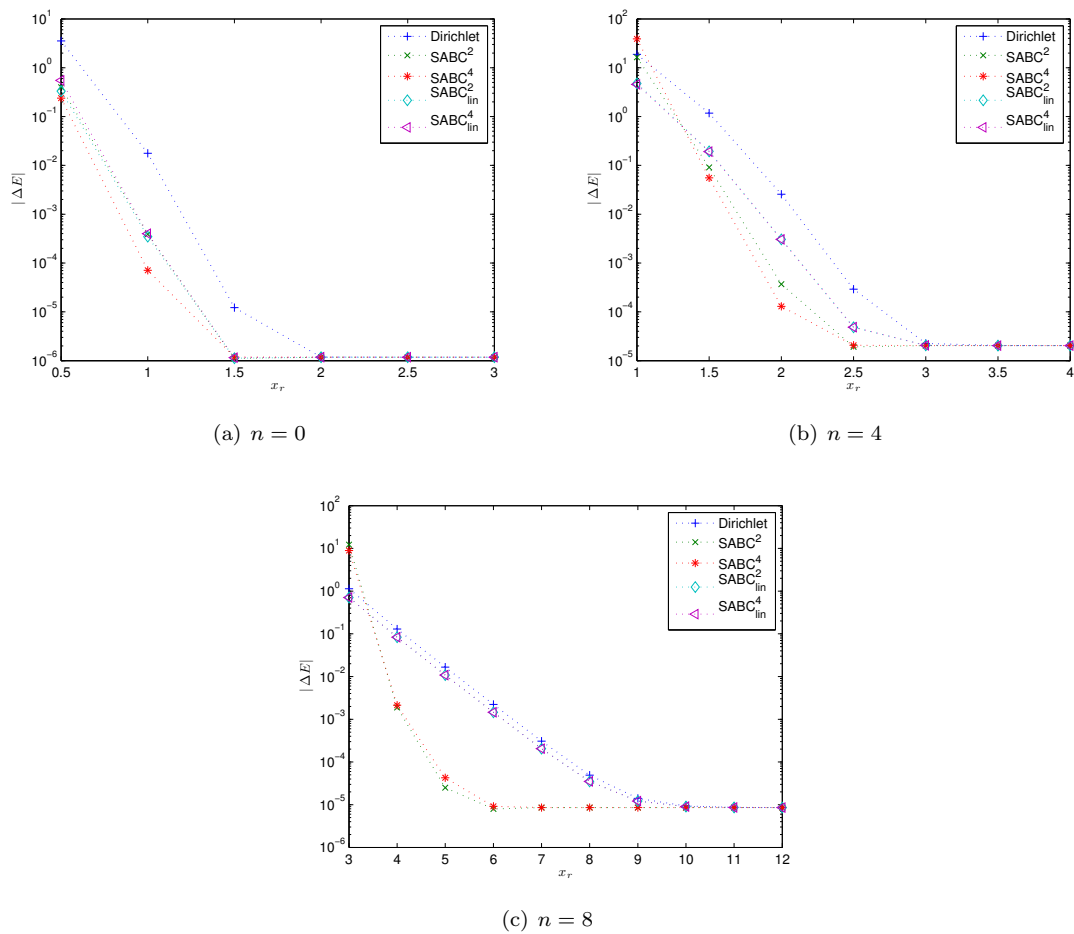 10^1
10^0
10^-1
10^-2
10^-3
10^-4
10^-5
10^-6
|ΔE|
0.5 1 1.5 2 2.5 3
x_r
Dirichlet
SABC^2
SABC^4
SABC^2_lin
SABC^4_lin
(a) n = 0
10^2
10^1
10^0
10^-1
10^-2
10^-3
10^-4
10^-5
|ΔE|
1 1.5 2 2.5 3 3.5 4
x_r
Dirichlet
SABC^2
SABC^4
SABC^2_lin
SABC^4_lin
(b) n = 4
10^2
10^1
10^0
10^-1
10^-2
10^-3
10^-4
10^-5
10^-6
|ΔE|
3 4 5 6 7 8 9 10 11 12
x_r
Dirichlet
SABC^2
SABC^4
SABC^2_lin
SABC^4_lin
(c) n = 8